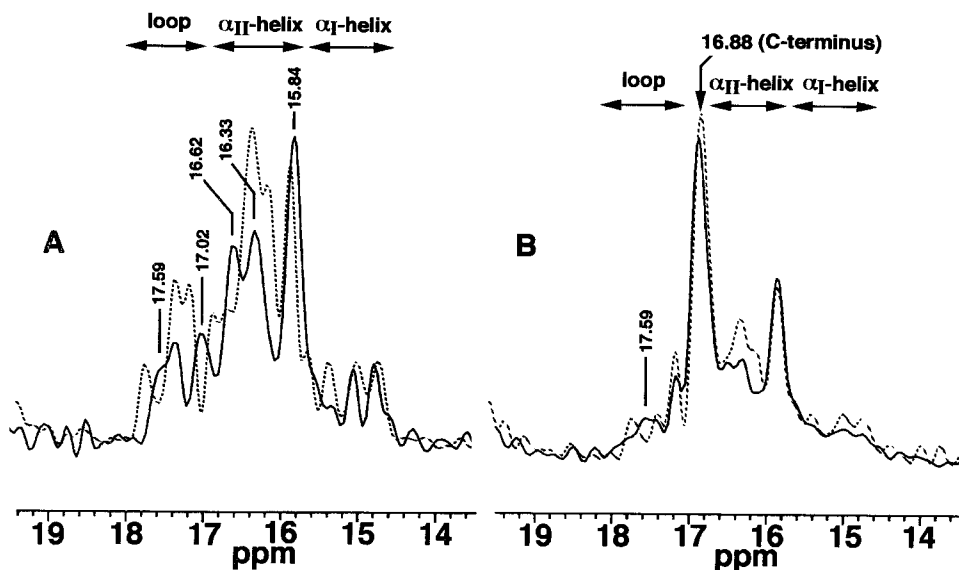 loop αII-helix αI-helix
15.84
16.33
16.62
17.02
17.59
A
19 18 17 16 15 14
ppm
16.88 (C-terminus)
loop αII-helix αI-helix
17.59
B
19 18 17 16 15 14
ppm